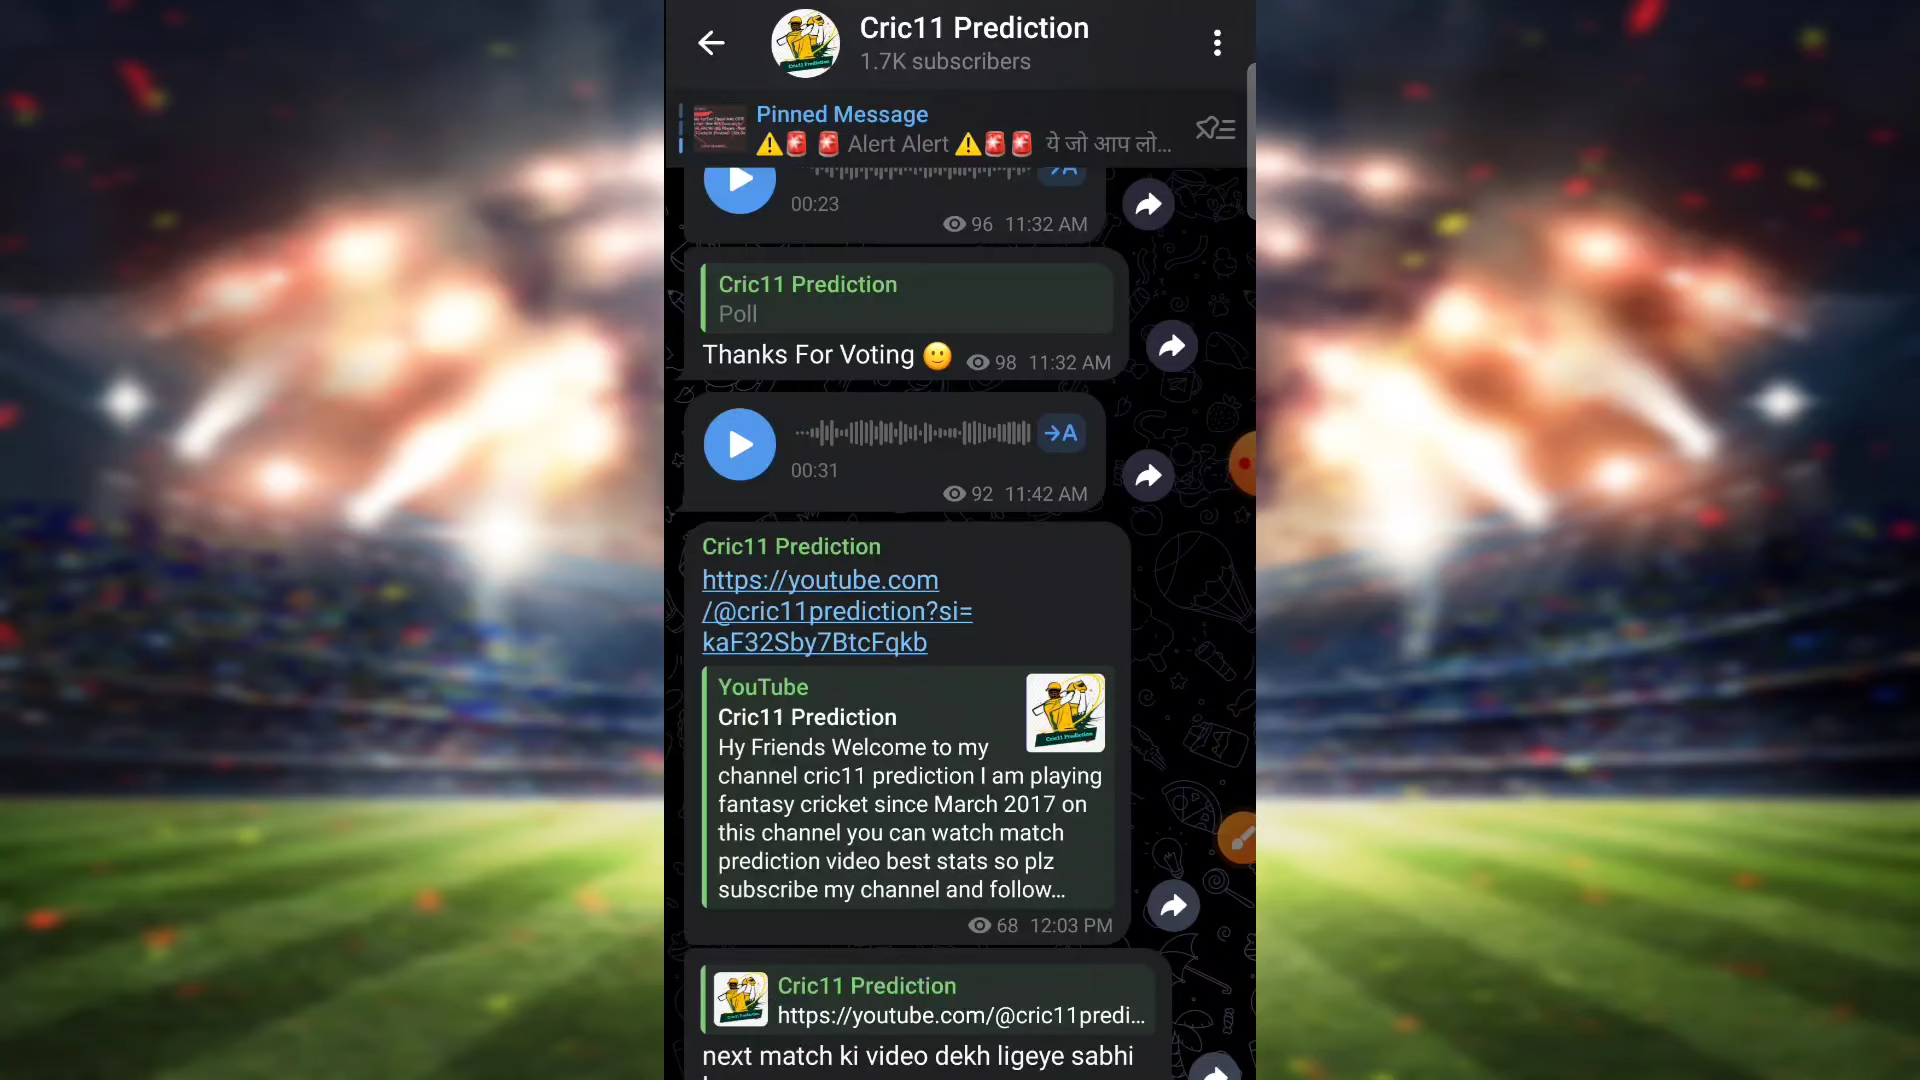 Cric11 Prediction
1.7K subscribers
Pinned Message
⚠️🚨 🚨 Alert Alert ⚠️🚨🚨 ये जो आप लो...
00:23
96 11:32 AM
Cric11 Prediction
Poll
Thanks For Voting 🙂 98 11:32 AM
→A
00:31
92 11:42 AM
Cric11 Prediction
https://youtube.com
/@cric11prediction?si=
kaF32Sby7BtcFqkb
YouTube
Cric11 Prediction
Hy Friends Welcome to my
channel cric11 prediction I am playing
fantasy cricket since March 2017 on
this channel you can watch match
prediction video best stats so plz
subscribe my channel and follow...
68 12:03 PM
Cric11 Prediction
https://youtube.com/@cric11predi...
next match ki video dekh ligeye sabhi